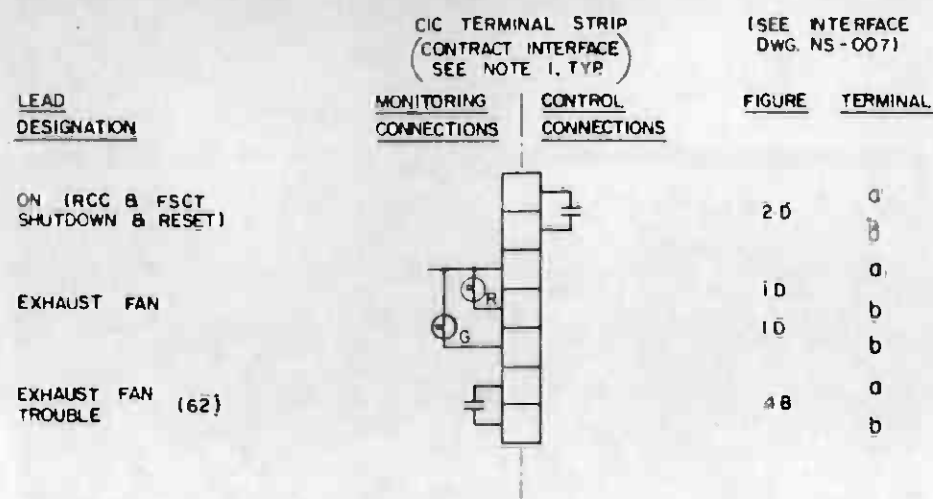 CIC TERMINAL STRIP
(CONTRACT INTERFACE
SEE NOTE 1, TYP.)
(SEE INTERFACE
DWG. NS-007)
LEAD
DESIGNATION
MONITORING
CONNECTIONS
CONTROL
CONNECTIONS
FIGURE
TERMINAL
ON (RCC & FSCT
SHUTDOWN & RESET)
2D
a
b
EXHAUST FAN
R
G
1D
1D
a
b
b
EXHAUST FAN
TROUBLE (62)
4B
a
b